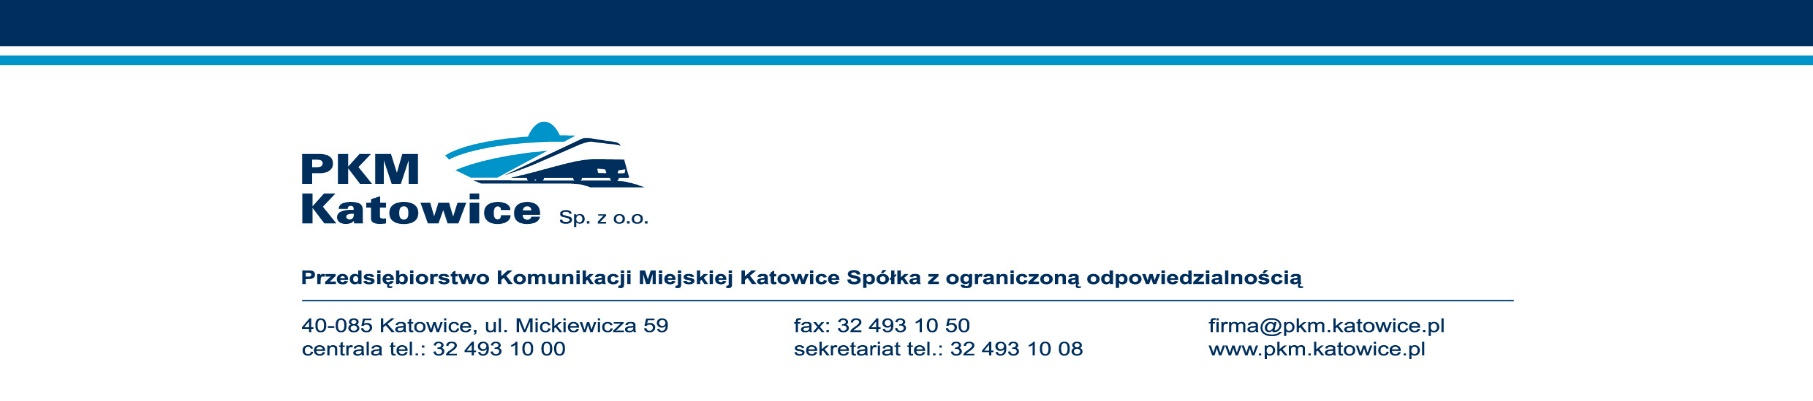 PKM
Katowice Sp. z o.o.
Przedsiębiorstwo Komunikacji Miejskiej Katowice Spółka z ograniczoną odpowiedzialnością
40-085 Katowice, ul. Mickiewicza 59 fax: 32 493 10 50 firma@pkm.katowice.pl
centrala tel.: 32 493 10 00 sekretariat tel.: 32 493 10 08 www.pkm.katowice.pl